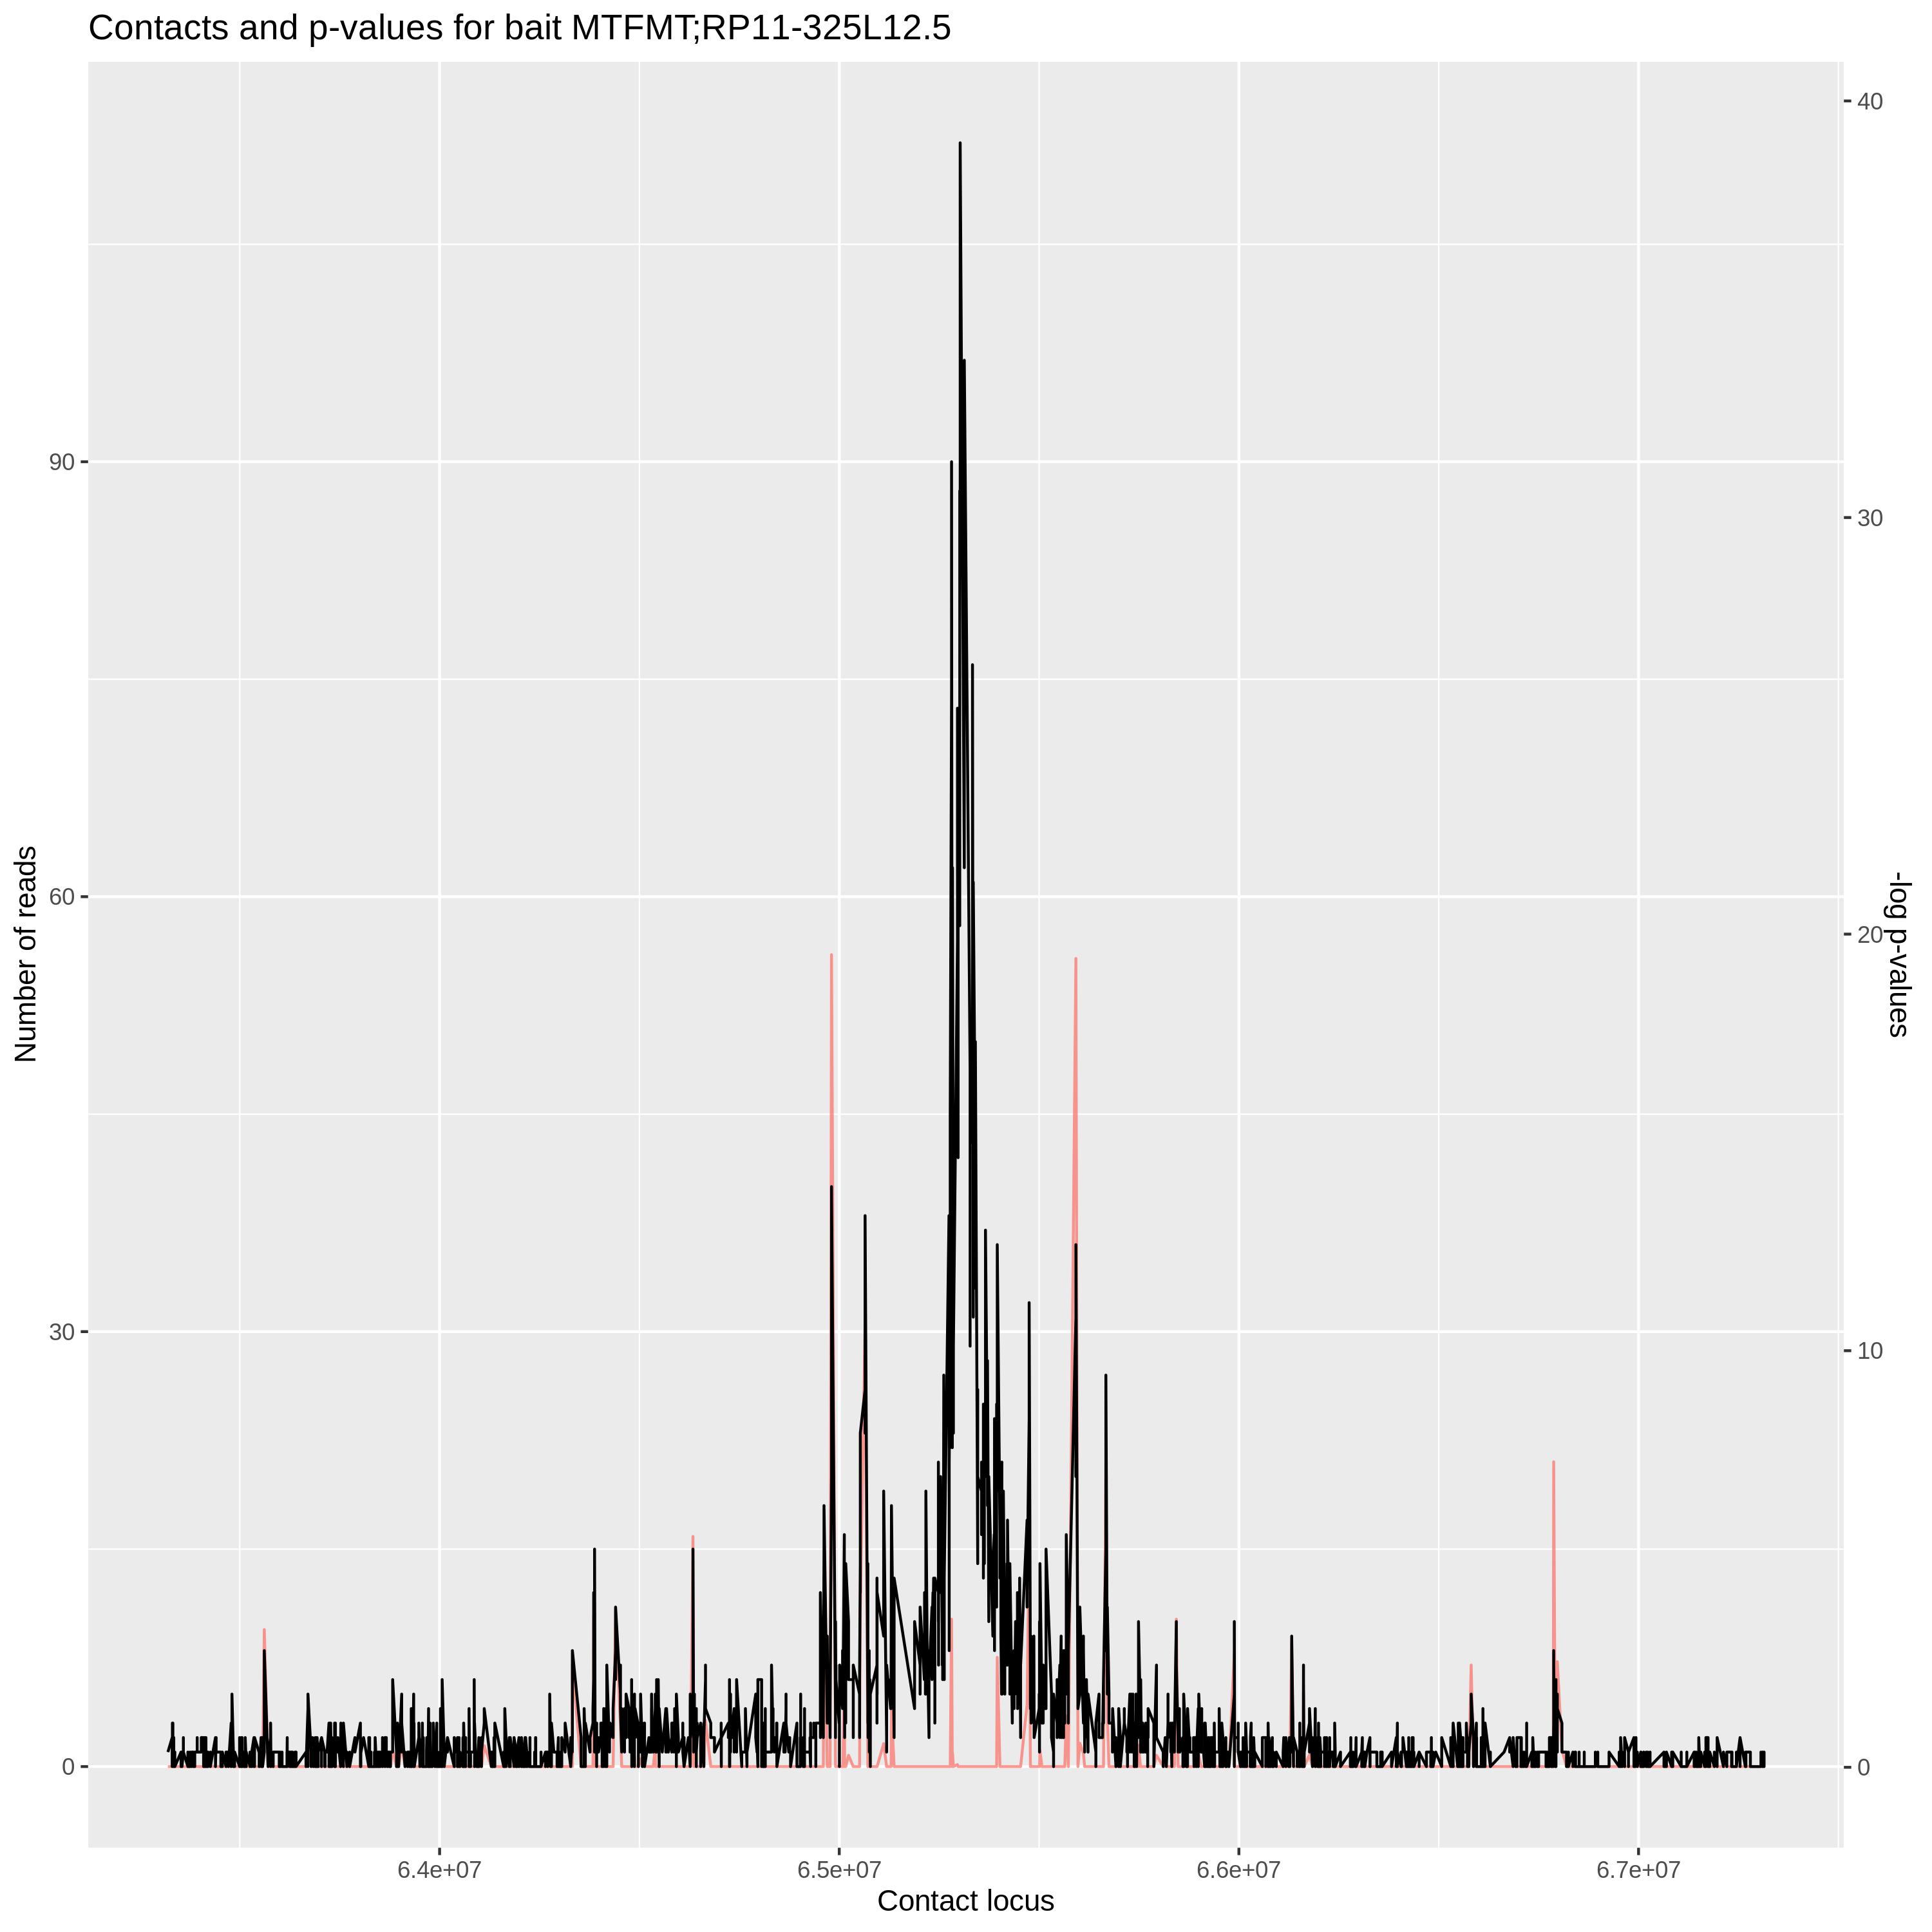 Contacts and p-values for bait MTFMT;RP11-325L12.5
40
90
30
Number of reads
60
20
-log p-values
30
10
0
0
6.4e+07
6.5e+07
6.6e+07
6.7e+07
Contact locus